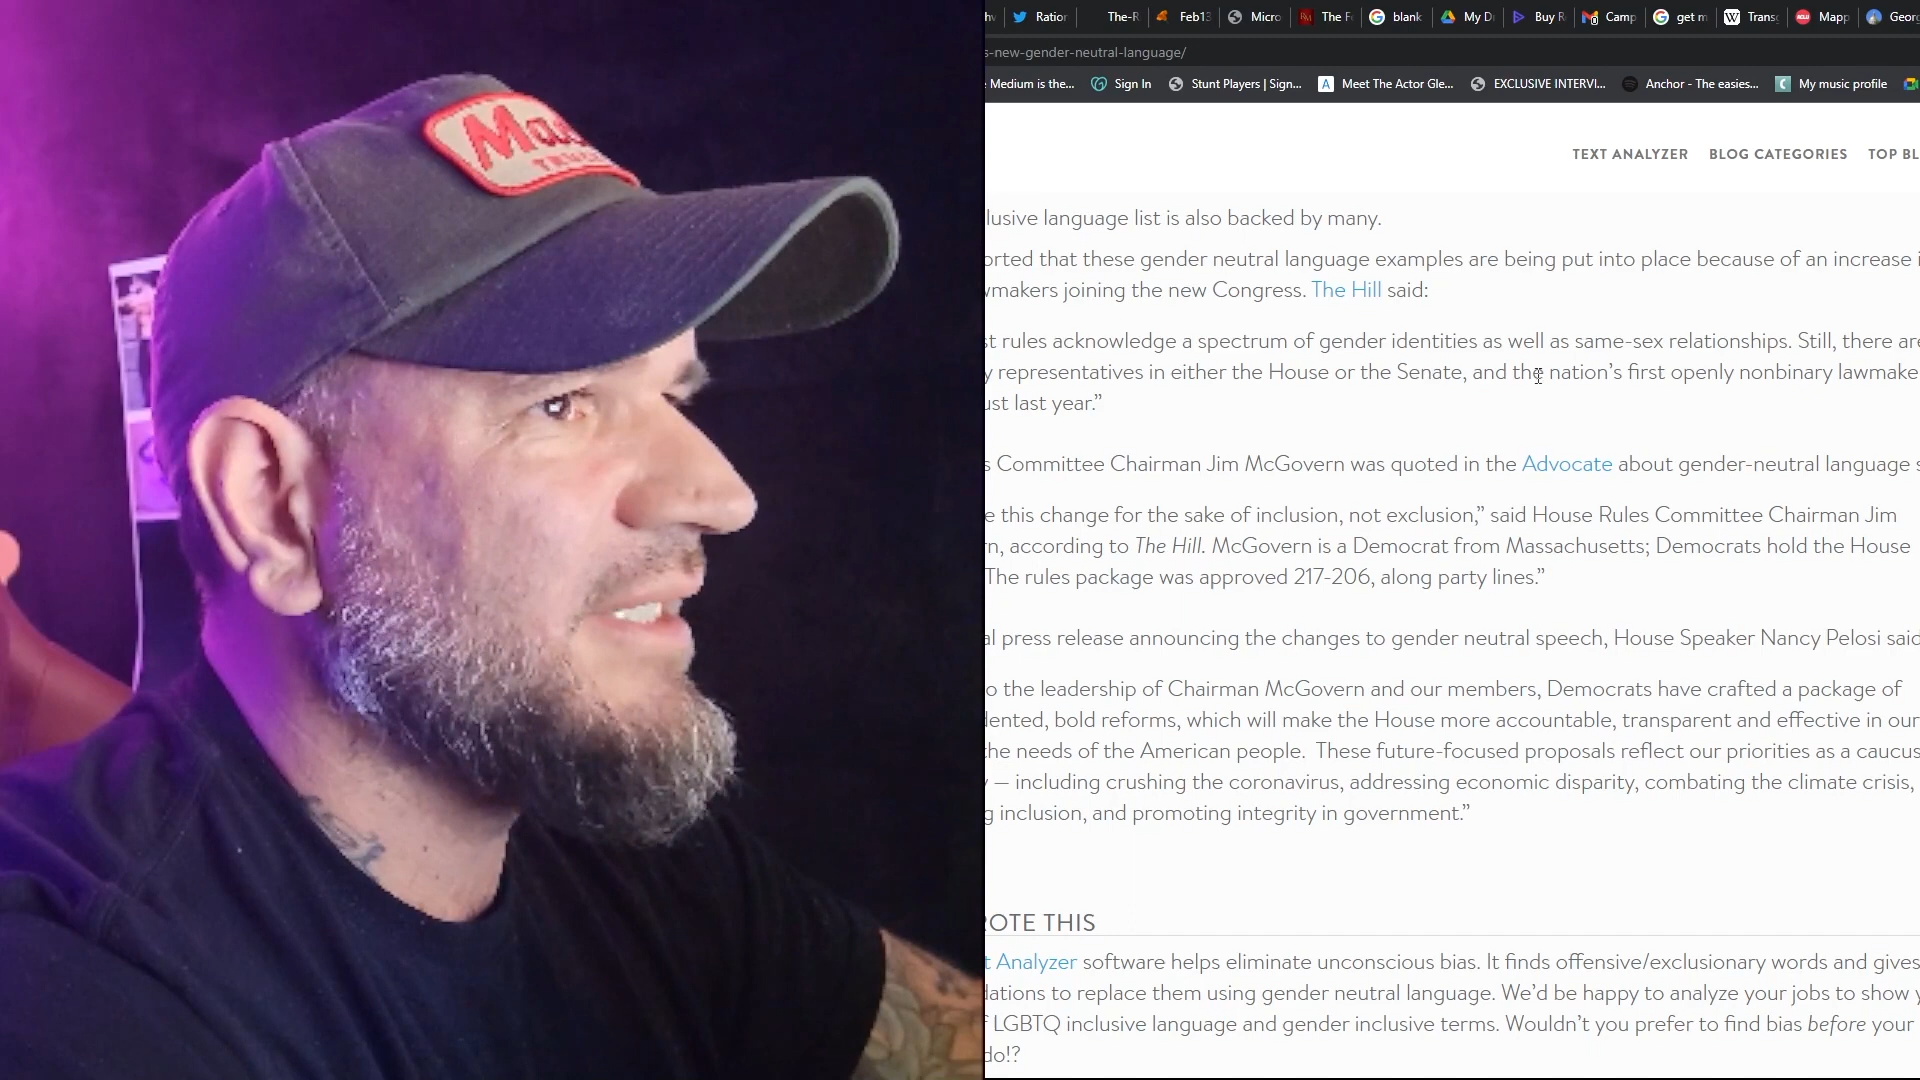 Ma
TRUC
Ratior
The-R
Feb13
Micro
The F
blank
My D
Buy R
Camp
get m
Trans
Mapp
Georg
s-new-gender-neutral-language/
Medium is the...
Sign In
Stunt Players | Sign...
Meet The Actor Gle...
EXCLUSIVE INTERVI...
Anchor - The easies...
My music profile
TEXT ANALYZER
BLOG CATEGORIES
TOP BL
lusive language list is also backed by many.
orted that these gender neutral language examples are being put into place because of an increase i
wmakers joining the new Congress. The Hill said:
st rules acknowledge a spectrum of gender identities as well as same-sex relationships. Still, there are
y representatives in either the House or the Senate, and the nation's first openly nonbinary lawmake
ust last year.”
s Committee Chairman Jim McGovern was quoted in the Advocate about gender-neutral language s
e this change for the sake of inclusion, not exclusion,” said House Rules Committee Chairman Jim
rn, according to The Hill. McGovern is a Democrat from Massachusetts; Democrats hold the House
The rules package was approved 217-206, along party lines.”
al press release announcing the changes to gender neutral speech, House Speaker Nancy Pelosi said
o the leadership of Chairman McGovern and our members, Democrats have crafted a package of
dented, bold reforms, which will make the House more accountable, transparent and effective in our
he needs of the American people.  These future-focused proposals reflect our priorities as a caucus
y — including crushing the coronavirus, addressing economic disparity, combating the climate crisis,
g inclusion, and promoting integrity in government.”
ROTE THIS
t Analyzer software helps eliminate unconscious bias. It finds offensive/exclusionary words and gives
dations to replace them using gender neutral language. We'd be happy to analyze your jobs to show y
f LGBTQ inclusive language and gender inclusive terms. Wouldn't you prefer to find bias before your
do!?